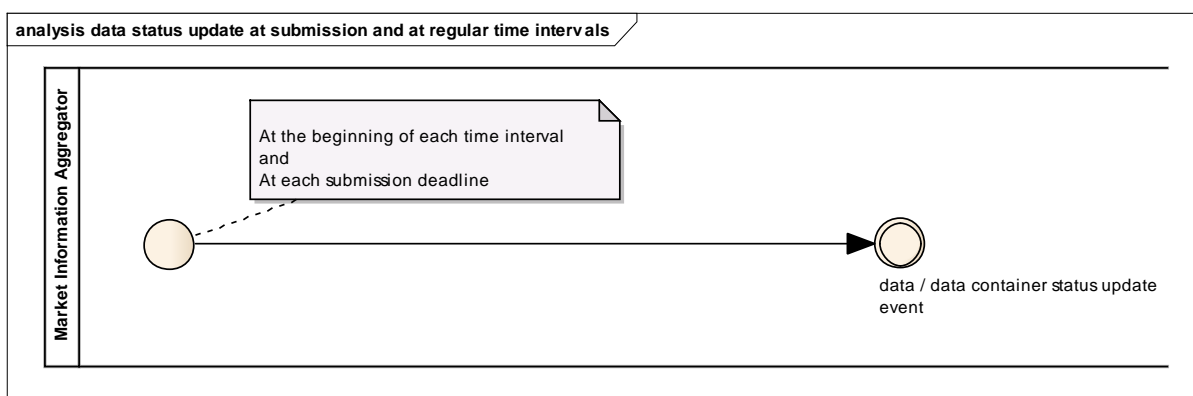 analysis data status update at submission and at regular time intervals
Market Information Aggregator
At the beginning of each time interval
and
At each submission deadline
data / data container status update
event